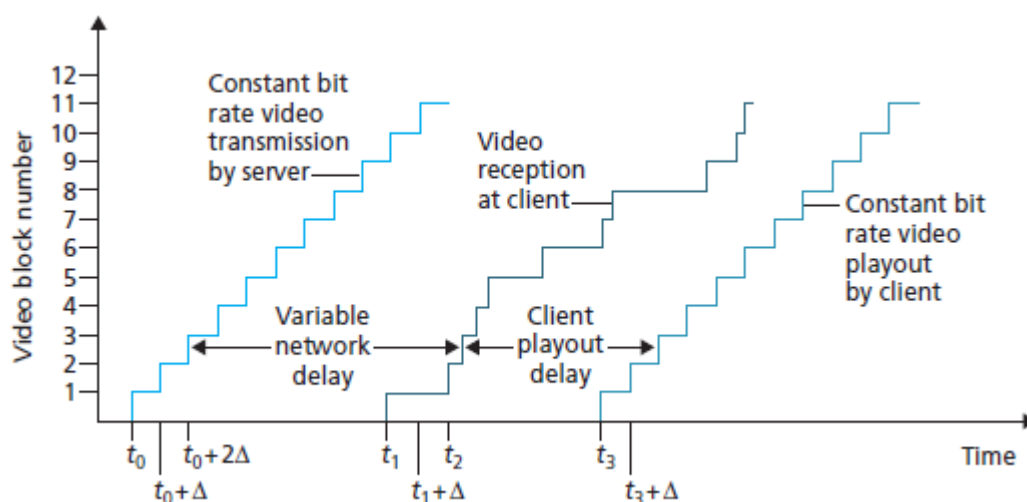 Video block number
12
11
10
9
8
7
6
5
4
3
2
1
Constant bit
rate video
transmission
by server
Video
reception
at client
Constant bit
rate video
playout
by client
Variable
network
delay
Client
playout
delay
t₀
t₀+2Δ
t₁
t₂
t₃
Time
t₀+Δ
t₁+Δ
t₃+Δ